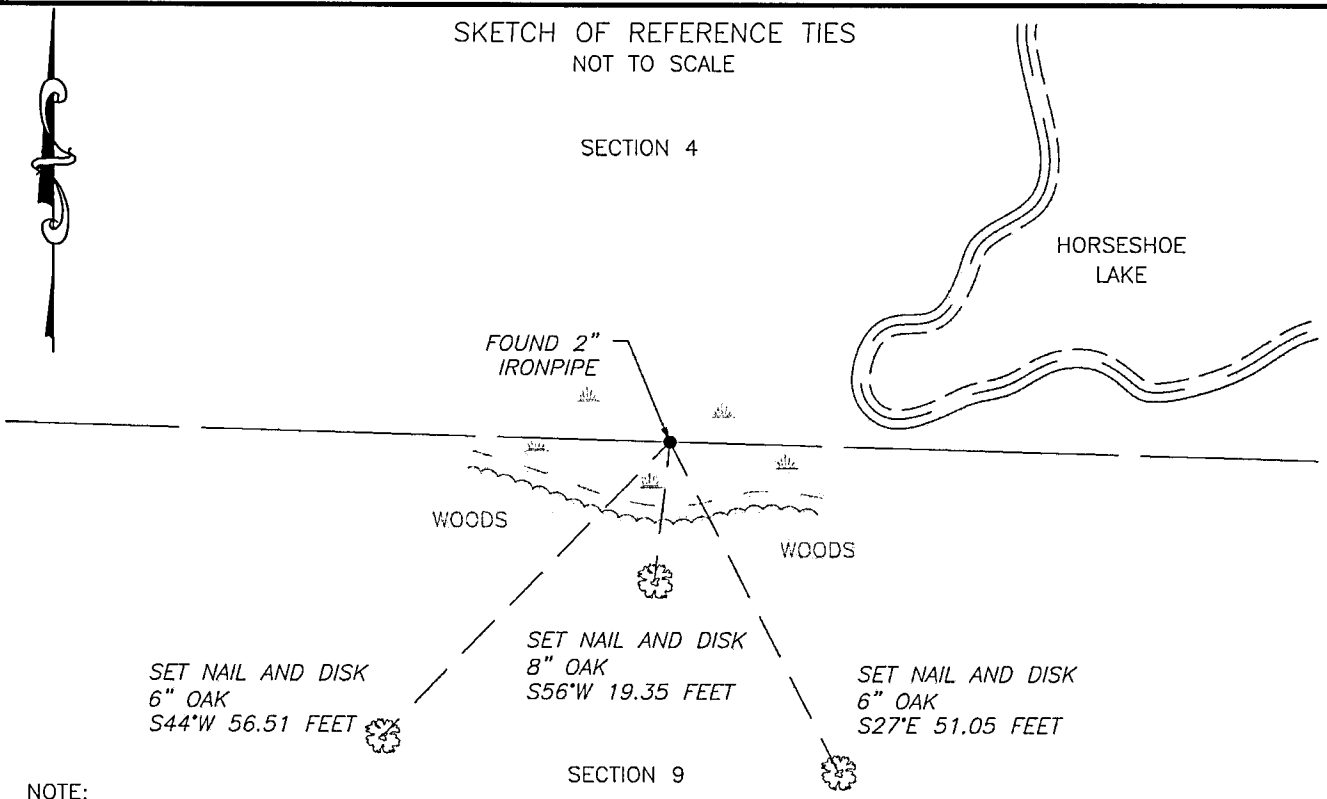 SKETCH OF REFERENCE TIES
NOT TO SCALE
SECTION 4
HORSESHOE
LAKE
FOUND 2"
IRONPIPE
WOODS
WOODS
SET NAIL AND DISK
6" OAK
S44°W 56.51 FEET
SET NAIL AND DISK
8" OAK
S56°W 19.35 FEET
SET NAIL AND DISK
6" OAK
S27°E 51.05 FEET
SECTION 9
NOTE: